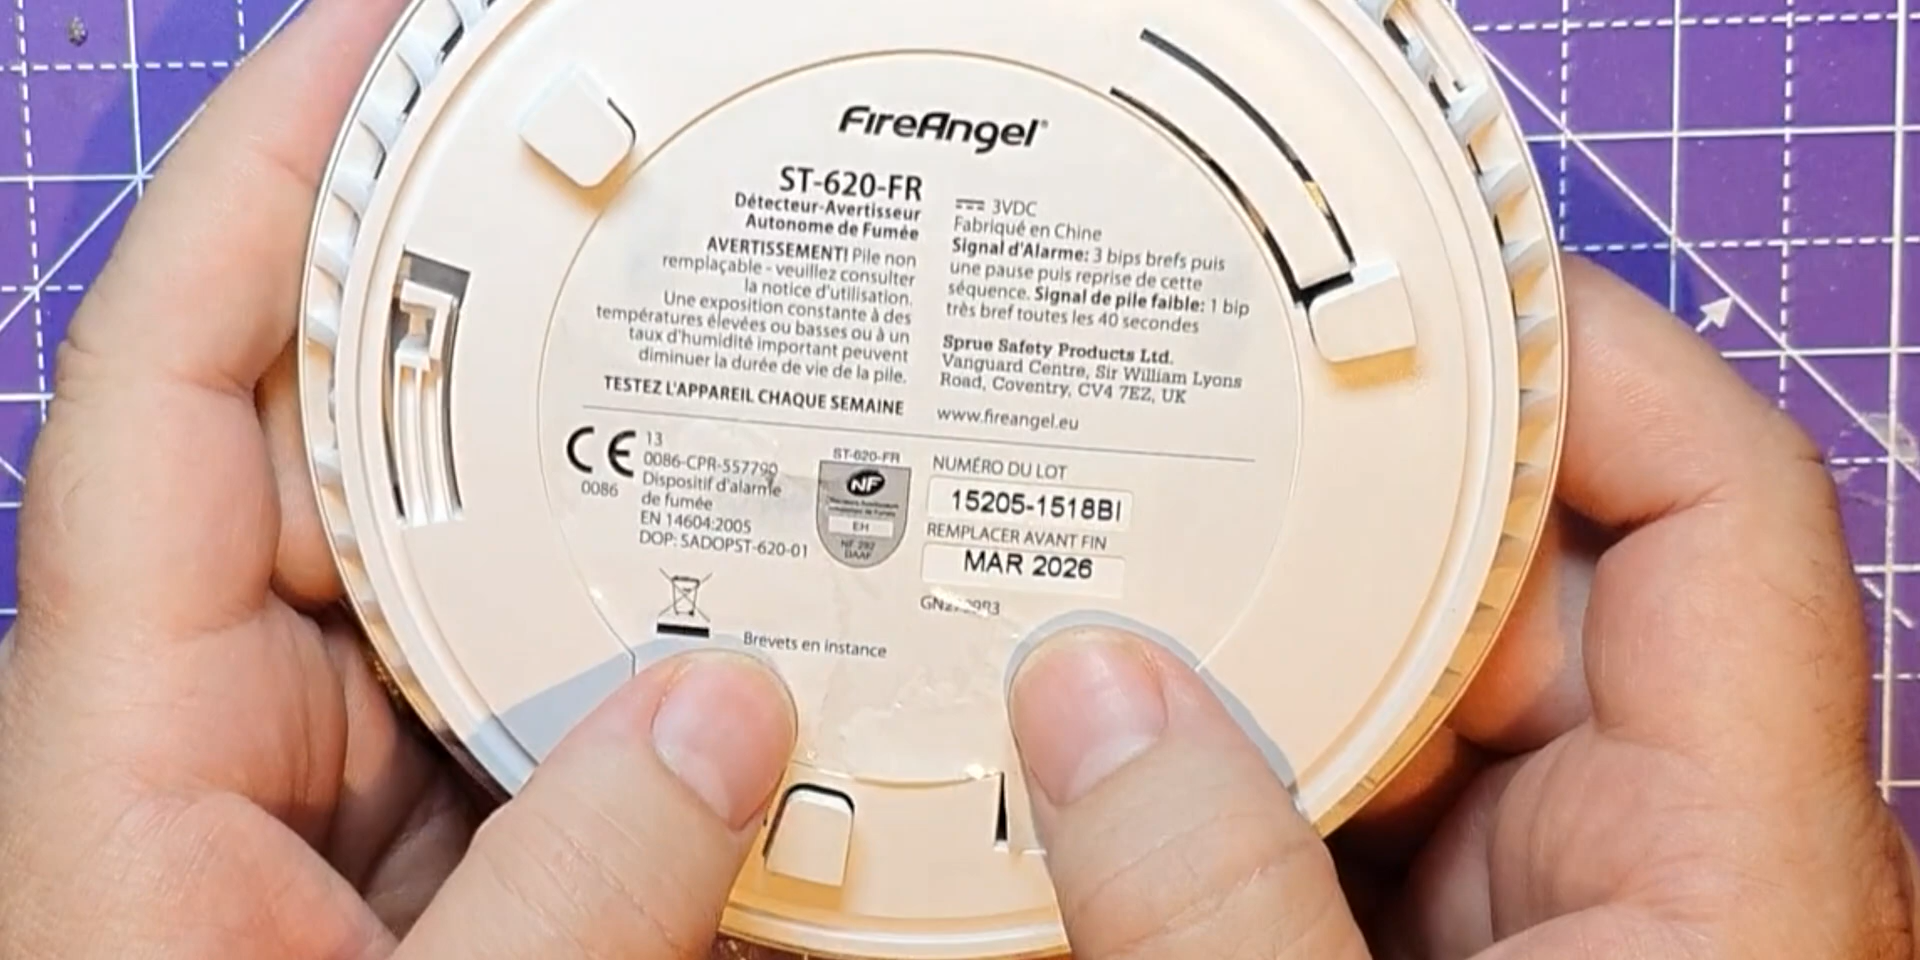 FireAngel®
ST-620-FR
Détecteur-Avertisseur
Autonome de Fumée
AVERTISSEMENT! Pile non
remplaçable - veuillez consulter
la notice d'utilisation.
Une exposition constante à des
températures élevées ou basses ou à un
taux d'humidité important peuvent
diminuer la durée de vie de la pile.
TESTEZ L'APPAREIL CHAQUE SEMAINE
3VDC
Fabriqué en Chine
Signal d'Alarme: 3 bips brefs puis
une pause puis reprise de cette
séquence. Signal de pile faible: 1 bip
très bref toutes les 40 secondes
Sprue Safety Products Ltd.
Vanguard Centre, Sir William Lyons
Road, Coventry, CV4 7EZ, UK
www.fireangel.eu
CE
0086
13
0086-CPR-557790
Dispositif d'alarme
de fumée
EN 14604:2005
DOP: SADOPST-620-01
ST-620-FR
NF
EH
NF 292
DAAF
NUMÉRO DU LOT
15205-1518BI
REMPLACER AVANT FIN
MAR 2026
Brevets en instance